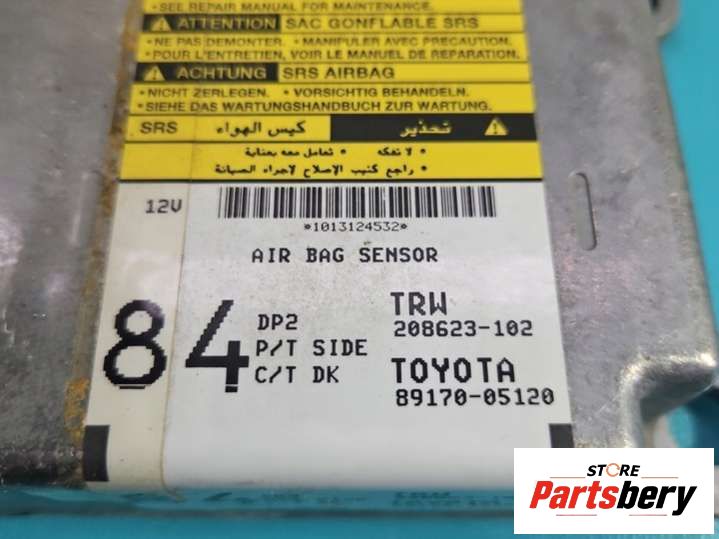 •SEE REPAIR MANUAL FOR MAINTENANCE.
ATTENTION SAC GONFLABLE SRS
•NE PAS DEMONTER. •MANIPULER AVEC PRECAUTION.
•POUR L'ENTRETIEN, VOIR LE MANUEL DE REPARATION.
ACHTUNG SRS AIRBAG
•NICHT ZERLEGEN. •VORSICHTIG BEHANDELN.
•SIEHE DAS WARTUNGSHANDBUCH ZUR WARTUNG.
تحذير كيس الهواء SRS
• لا تفكه • تعامل معه بعناية
• راجع كتيب الإصلاح لاجراء الصيانة
12V
*1013124532*
AIR BAG SENSOR
84
DP2 TRW
208623-102
P/T SIDE
C/T DK TOYOTA
89170-05120
TRW
STORE
Partsbery